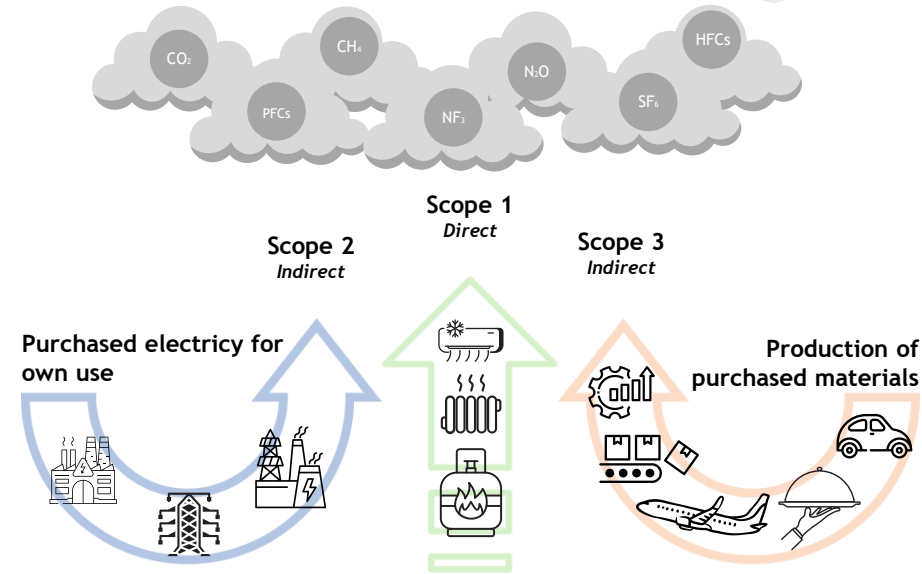 CO₂
CH₄
HFCs
N₂O
PFCs
NF₃
SF₆
Scope 1
Direct
Scope 2
Indirect
Scope 3
Indirect
Purchased electricy for
own use
Production of
purchased materials